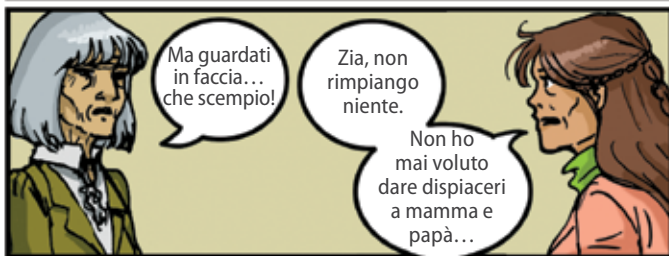 Ma guardati
in faccia...
che scempio!
Zia, non
rimpiango
niente.
Non ho
mai voluto
dare dispiaceri
a mamma e
papà...